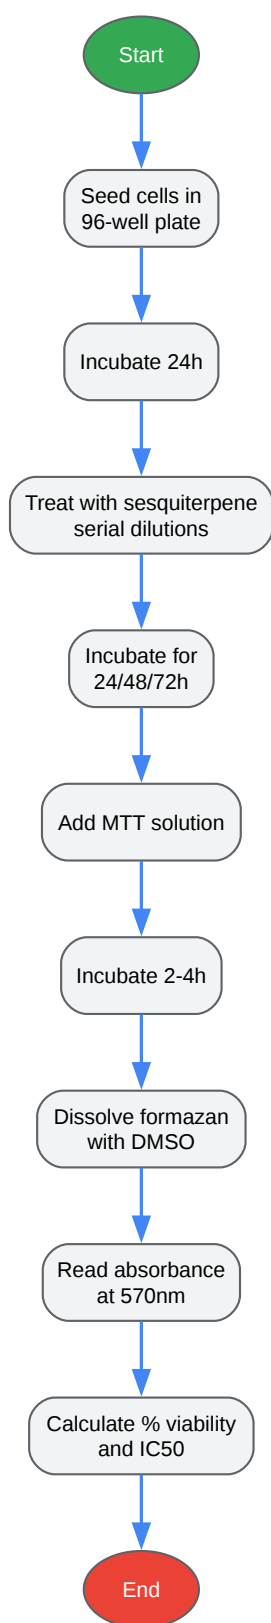 Start
Seed cells in
96-well plate
Incubate 24h
Treat with sesquiterpene
serial dilutions
Incubate for
24/48/72h
Add MTT solution
Incubate 2-4h
Dissolve formazan
with DMSO
Read absorbance
at 570nm
Calculate % viability
and IC50
End